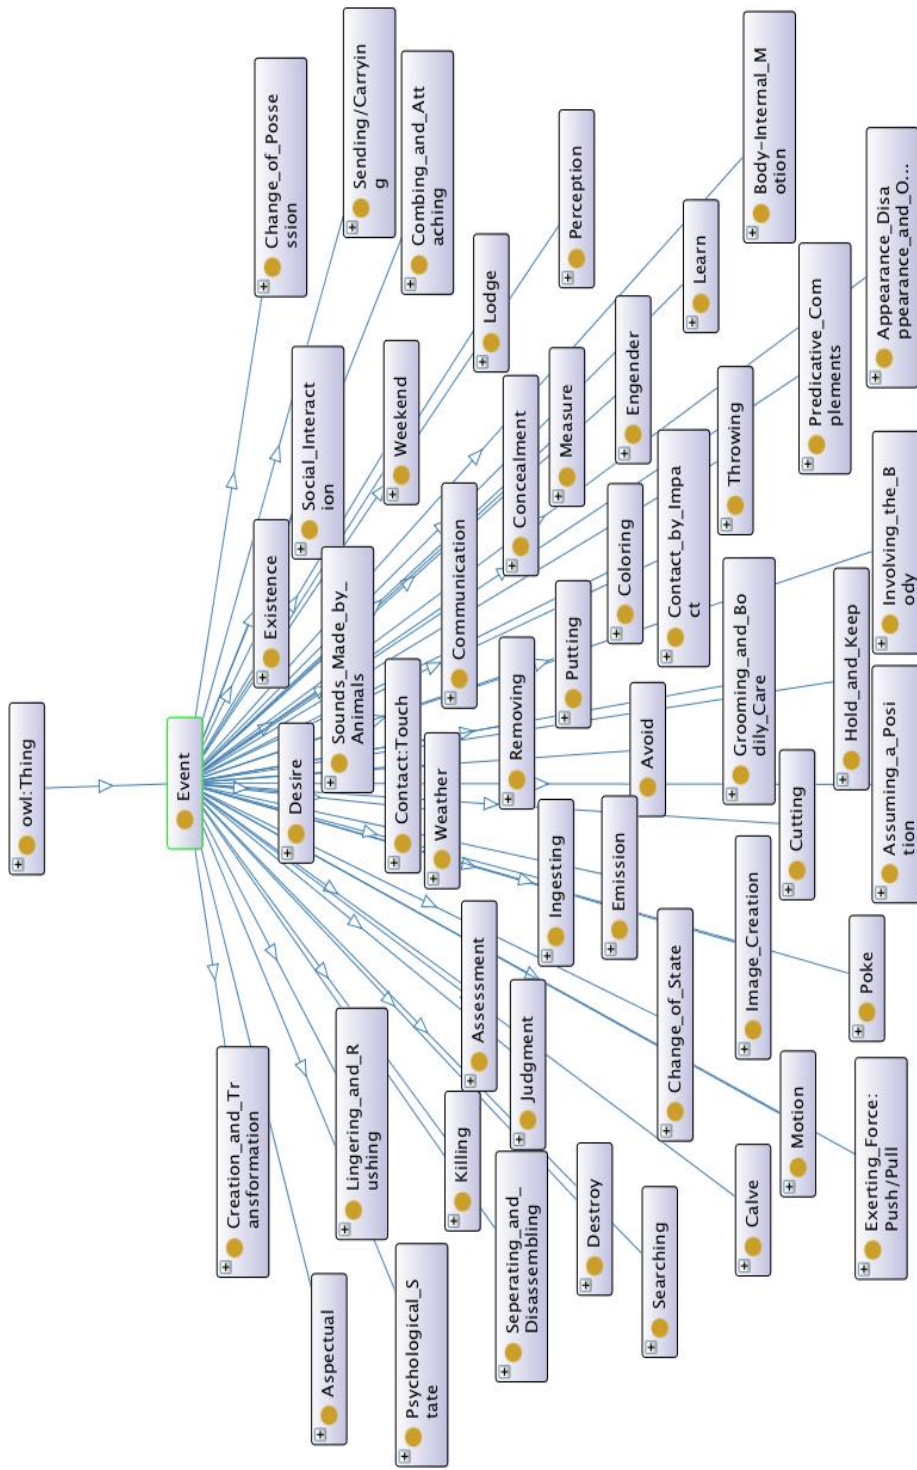 owl:Thing
Event
Change_of_Posse
ssion
Sending/Carryin
g
Combing_and_Att
aching
Social_Interact
ion
Weekend
Lodge
Perception
Existence
Sounds_Made_by_
Animals
Communication
Concealment
Measure
Engender
Learn
Body-Internal_M
otion
Desire
Contact:Touch
Weather
Removing
Putting
Coloring
Contact_by_Impa
ct
Throwing
Predicative_Com
plements
Appearance_Disa
ppearance_and_O...
Avoid
Grooming_and_Bo
dily_Care
Hold_and_Keep
Involving_the_B
ody
Ingesting
Emission
Cutting
Assuming_a_Posi
tion
Creation_and_Tr
ansformation
Lingering_and_R
ushing
Assessment
Judgment
Killing
Change_of_State
Image_Creation
Poke
Aspectual
Psychological_S
tate
Seperating_and_
Disassembling
Destroy
Searching
Calve
Motion
Exerting_Force:
Push/Pull